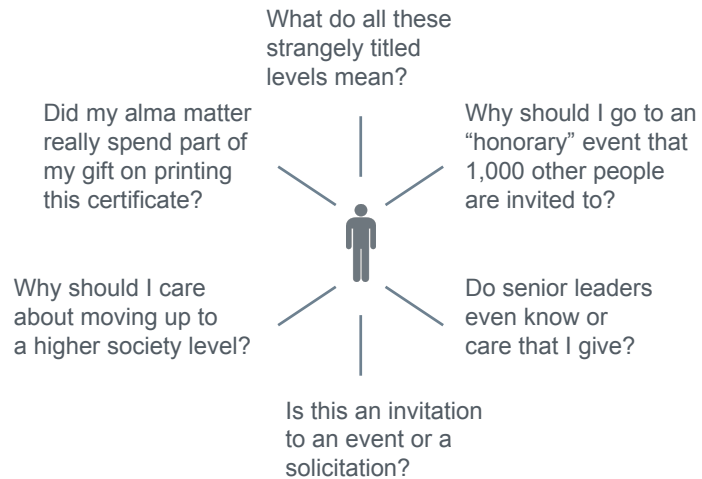 What do all these
strangely titled
levels mean?
Did my alma matter
really spend part of
my gift on printing
this certificate?
Why should I go to an
“honorary” event that
1,000 other people
are invited to?
Why should I care
about moving up to
a higher society level?
Do senior leaders
even know or
care that I give?
Is this an invitation
to an event or a
solicitation?